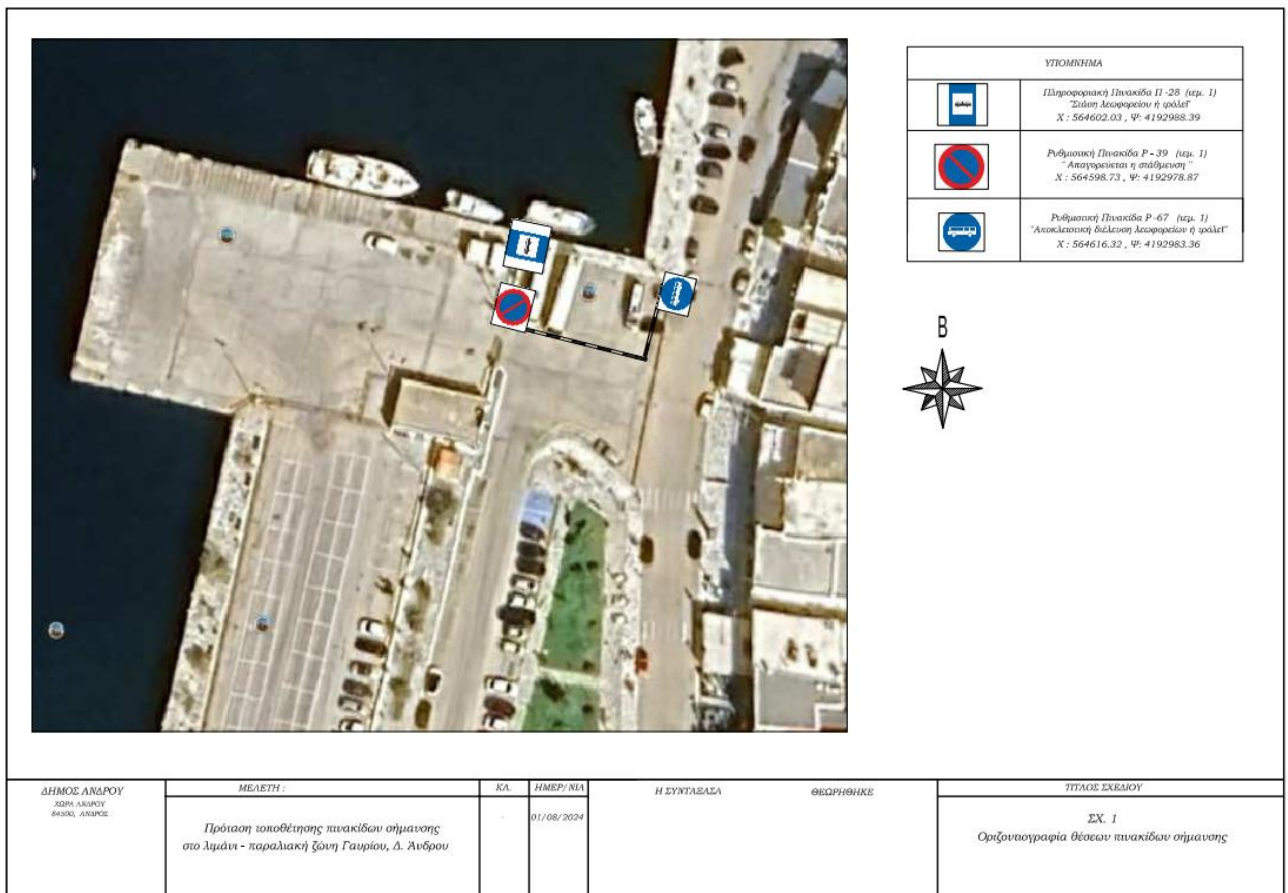 ΥΠΟΜΝΗΜΑ
Πληροφοριακή Πινακίδα Π -28 (τεμ. 1)
"Στάση λεωφορείου ή τρόλεϊ"
Χ : 564602.03 , Ψ: 4192988.39
Ρυθμιστική Πινακίδα Ρ - 39 (τεμ. 1)
" Απαγορεύεται η στάθμευση "
Χ : 564598.73 , Ψ: 4192978.87
Ρυθμιστική Πινακίδα Ρ -67 (τεμ. 1)
"Αποκλειστική διέλευση λεωφορείων ή τρόλεϊ"
Χ : 564616.32 , Ψ: 4192983.36
Β
ΔΗΜΟΣ ΑΝΔΡΟΥ
ΧΩΡΑ ΑΝΔΡΟΥ
84500, ΑΝΔΡΟΣ
ΜΕΛΕΤΗ :
Πρόταση τοποθέτησης πινακίδων σήμανσης
στο λιμάνι - παραλιακή ζώνη Γαυρίου, Δ. Άνδρου
ΚΛ.
-
ΗΜΕΡ/ΝΙΑ
01/08/2024
Η ΣΥΝΤΑΞΑΣΑ
ΘΕΩΡΗΘΗΚΕ
ΤΙΤΛΟΣ ΣΧΕΔΙΟΥ
ΣΧ. 1
Οριζοντιογραφία θέσεων πινακίδων σήμανσης